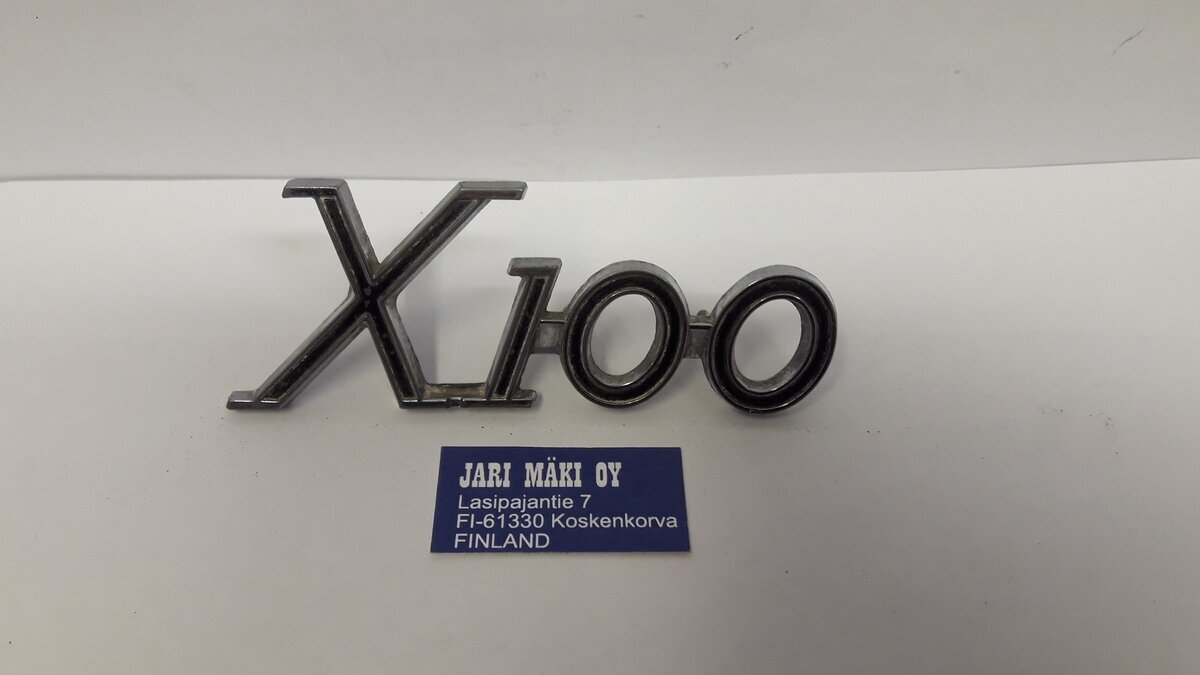 X100
JARI MÄKI OY
Lasipajantie 7
FI-61330 Koskenkorva
FINLAND